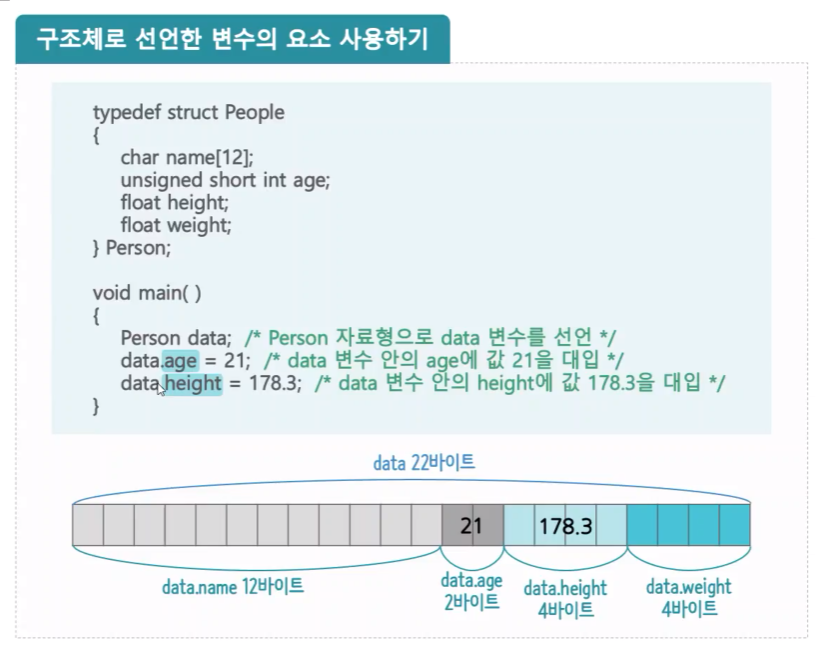 구조체로 선언한 변수의 요소 사용하기
typedef struct People
{
char name[12];
unsigned short int age;
float height;
float weight;
} Person;
void main( )
{
Person data; /* Person 자료형으로 data 변수를 선언 */
data.age = 21; /* data 변수 안의 age에 값 21을 대입 */
data.height = 178.3; /* data 변수 안의 height에 값 178.3을 대입 */
}
data 22바이트
21
178.3
data.name 12바이트
data.age
2바이트
data.height
4바이트
data.weight
4바이트